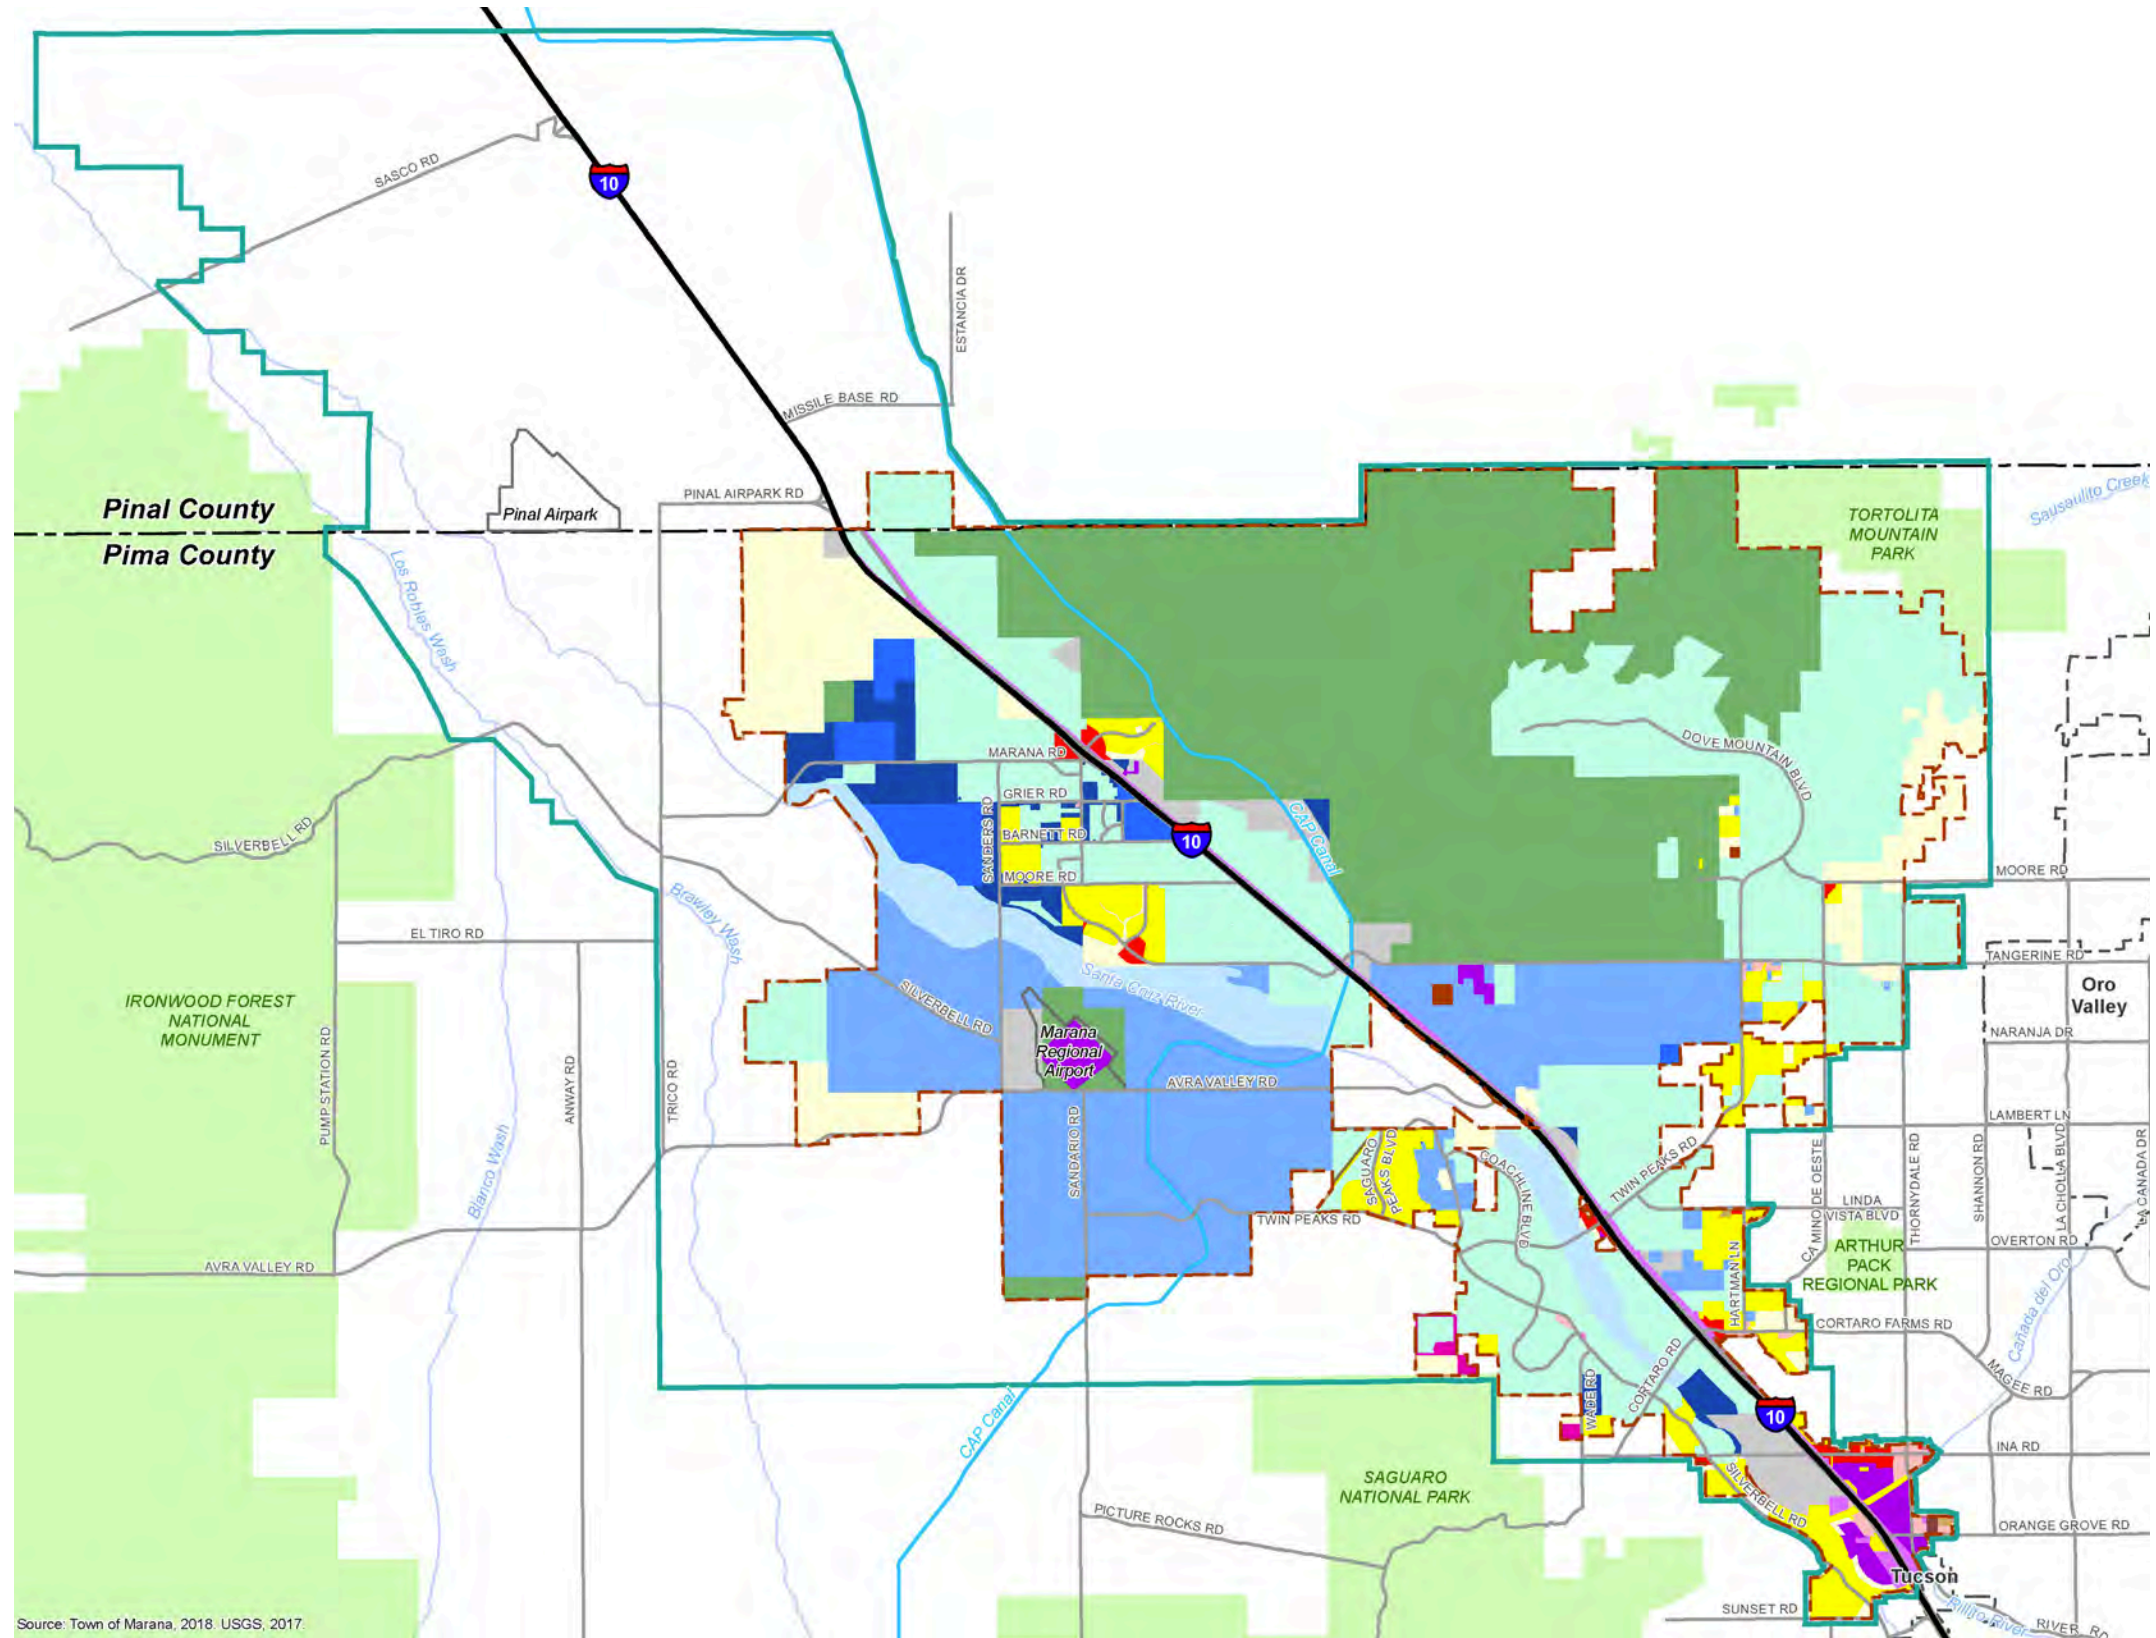 SASCO RD
10
ESTANCIA DR
MISSILE BASE RD
PINAL AIRPARK RD
Pinal County
Pinal Airpark
Pima County
TORTOLITA
MOUNTAIN
PARK
Sausaulito Creek
Los Robles Wash
MARANA RD
DOVE MOUNTAIN BLVD
GRIER RD
SANDERS RD
BARNETT RD
10
CAP Canal
SILVERBELL RD
MOORE RD
MOORE RD
Brawley Wash
EL TIRO RD
TANGERINE RD
Santa Cruz River
SILVERBELL RD
Oro
Valley
IRONWOOD FOREST
NATIONAL
MONUMENT
Marana
Regional
Airport
NARANJA DR
PUMP STATION RD
ANWAY RD
TRICO RD
AVRA VALLEY RD
LAMBERT LN
SANDARIO RD
Blanco Wash
SAGUARO
PEAKS BLVD
COACHLINE BLVD
TWIN PEAKS RD
CAMINO DE OESTE
THORNYDALE RD
SHANNON RD
LA CHOLLA BLVD
LA CANADA DR
TWIN PEAKS RD
LINDA
VISTA BLVD
HARTMAN LN
ARTHUR
PACK
REGIONAL PARK
OVERTON RD
AVRA VALLEY RD
Cañada del Oro
CORTARO FARMS RD
CORTARO RD
WADE RD
MAGEE RD
CAP Canal
10
INA RD
SAGUARO
NATIONAL PARK
SILVERBELL RD
PICTURE ROCKS RD
ORANGE GROVE RD
Tucson
SUNSET RD
Rillito River
RIVER RD
Source: Town of Marana, 2018. USGS, 2017.